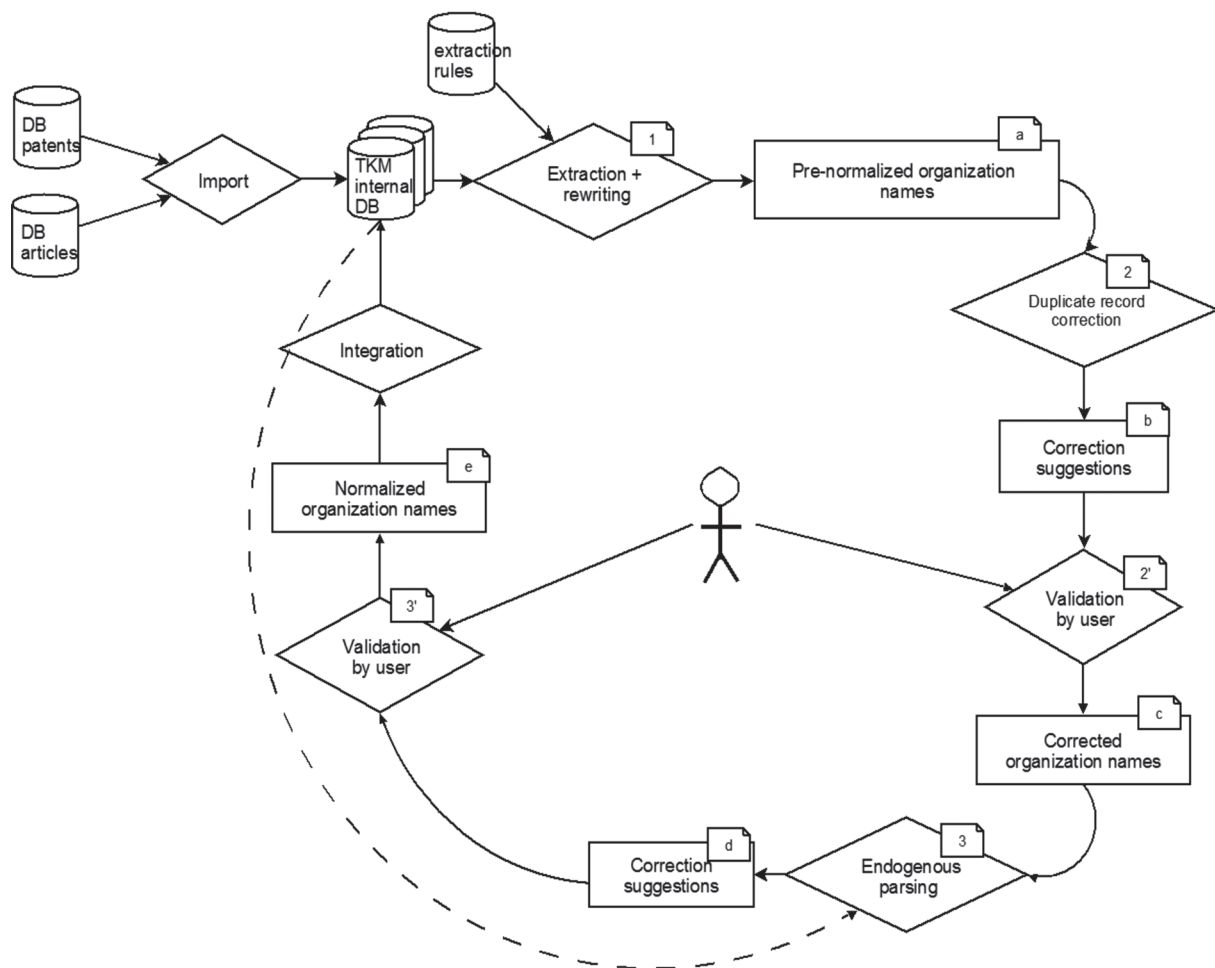 extraction
rules
DB
patents
DB
articles
Import
TKM
internal
DB
1
Extraction +
rewriting
a
Pre-normalized organization
names
2
Duplicate record
correction
Integration
b
Correction
suggestions
e
Normalized
organization names
2'
Validation
by user
3'
Validation
by user
c
Corrected
organization names
3
Endogenous
parsing
d
Correction
suggestions